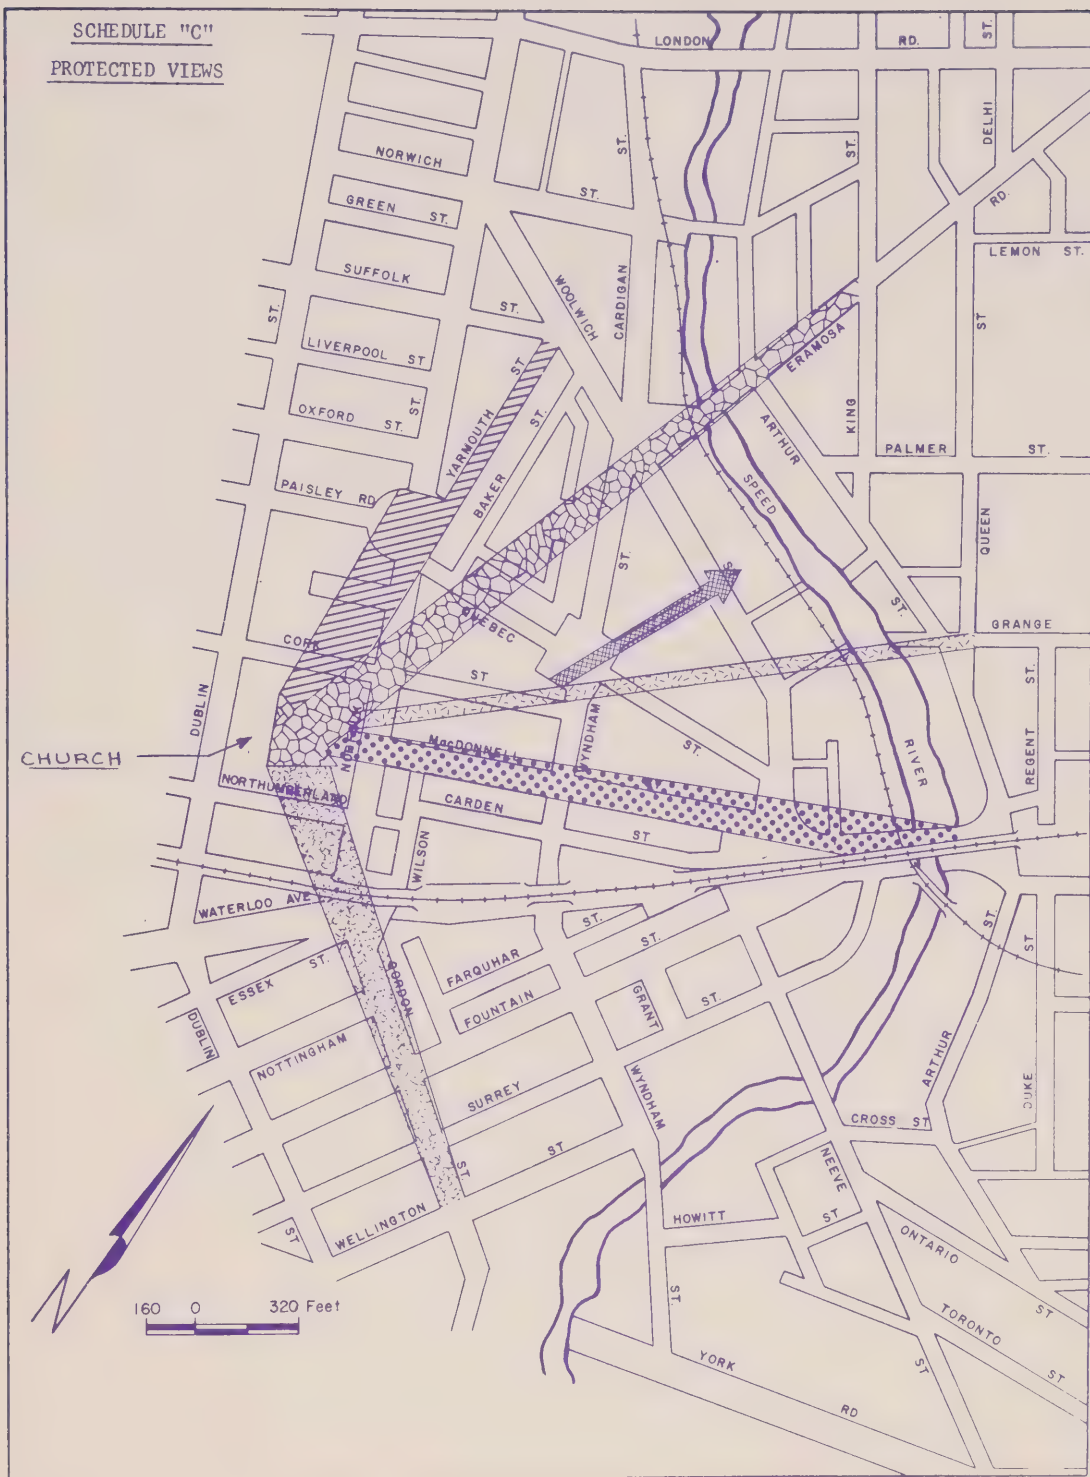 SCHEDULE "C"
PROTECTED VIEWS
LONDON
RD.
ST.
DELHI
NORWICH
ST.
ST.
ST.
RD.
GREEN ST.
LEMON ST.
SUFFOLK
WOOLWICH
CARDIGAN
ST.
ST.
ST
ERAMOSA
LIVERPOOL ST
ST
KING
OXFORD ST.
ST.
YARMOUTH
ST.
ARTHUR
PALMER ST.
PAISLEY RD
BAKER
SPEED
QUEEN
ST.
ST.
ST.
QUEBEC
GRANGE
CORK
ST
ST.
DUBLIN
NORFOLK
MacDONNELL
WYNDHAM
ST.
RIVER
REGENT
CHURCH
NORTHUMBERLAND
CARDEN
ST
WILSON
WATERLOO AVE
ST.
ST.
ST.
ST
ESSEX ST.
FARQUHAR
GORDON
FOUNTAIN
GRANT
ST.
DUBLIN
NOTTINGHAM
ARTHUR
SURREY
WYNDHAM
DUKE
CROSS ST
ST
ST.
NEEVE
WELLINGTON
ST
HOWITT
ST
ONTARIO
ST
N
160 0 320 Feet
ST.
TORONTO
ST
YORK
ST
RD